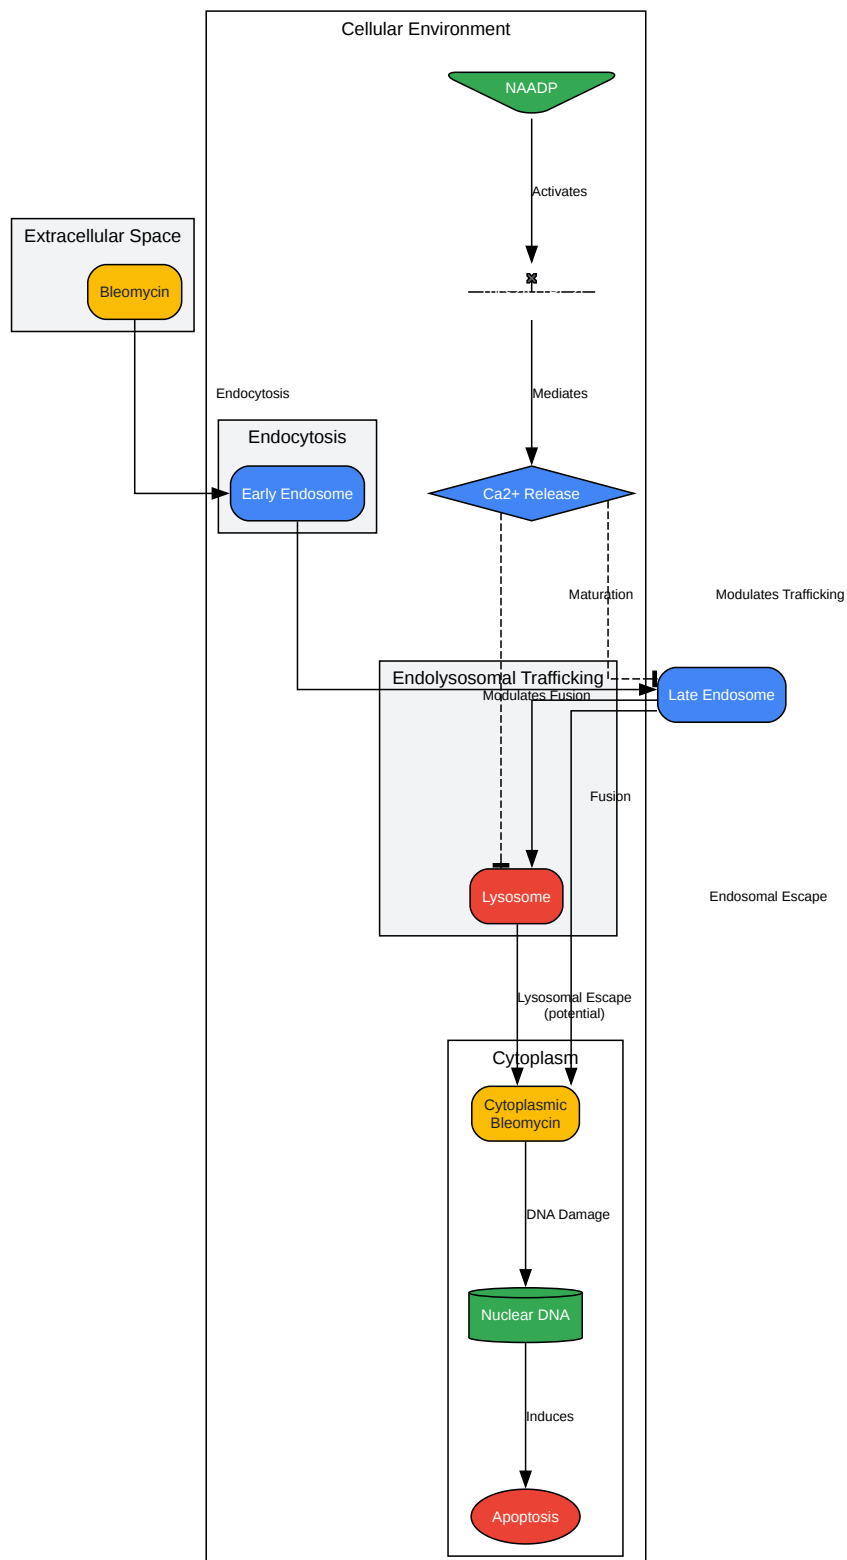 Cellular Environment
NAADP
Activates
Extracellular Space
Bleomycin
Endocytosis
Mediates
Endocytosis
Early Endosome
Ca2+ Release
Maturation
Modulates Trafficking
Endolysosomal Trafficking
Modulates Fusion
Late Endosome
Fusion
Lysosome
Endosomal Escape
Lysosomal Escape
(potential)
Cytoplasm
Cytoplasmic
Bleomycin
DNA Damage
Nuclear DNA
Induces
Apoptosis